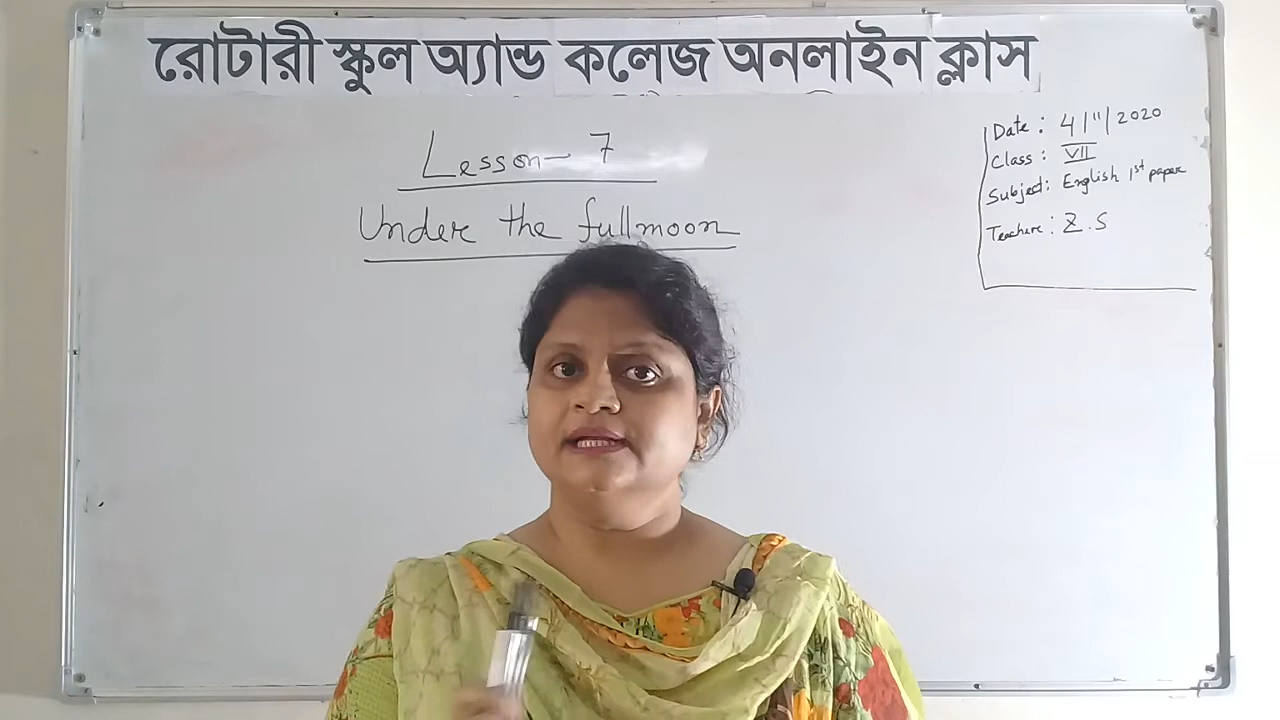 রোটারী স্কুল অ্যান্ড কলেজ অনলাইন ক্লাস
Lesson- 7
Under the fullmoon
Date : 4/11/2020
Class : VII
Subject: English 1st paper
Teacher : Z.S